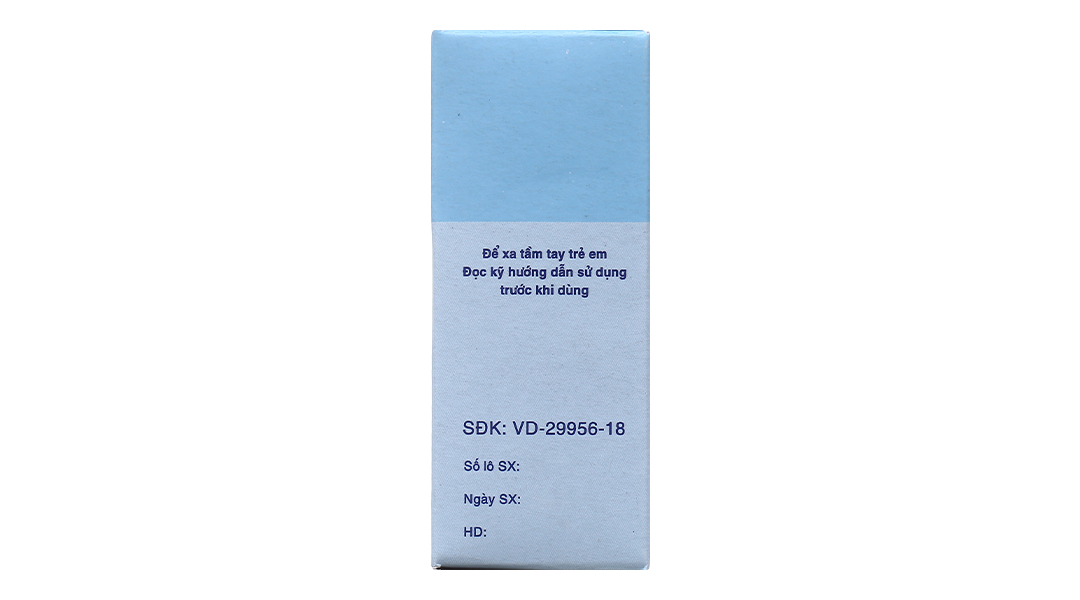 Để xa tầm tay trẻ em
Đọc kỹ hướng dẫn sử dụng
trước khi dùng
SĐK: VD-29956-18
Số lô SX:
Ngày SX:
HD: